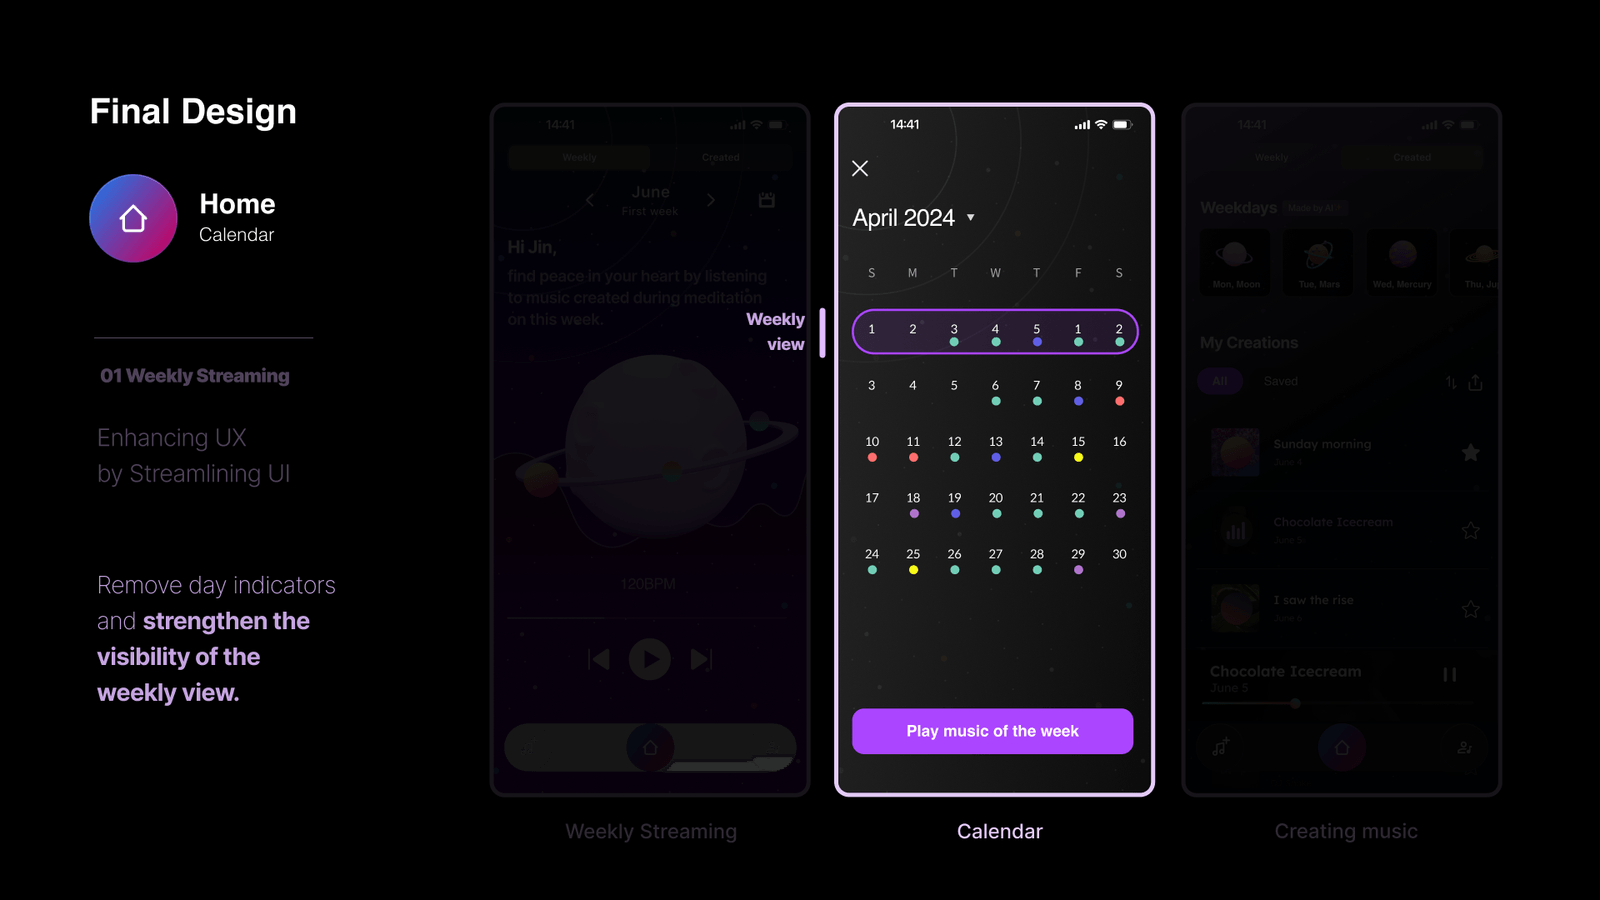 Final Design
Home
Calendar
01 Weekly Streaming
Enhancing UX
by Streamlining UI
Remove day indicators
and strengthen the
visibility of the
weekly view.
14:41
Weekly Created
June
First week
Hi Jin,
find peace in your heart by listening
to music created during meditation
on this week.
120BPM
Weekly Streaming
Weekly
view
14:41
April 2024
S M T W T F S
1 2 3 4 5 1 2
3 4 5 6 7 8 9
10 11 12 13 14 15 16
17 18 19 20 21 22 23
24 25 26 27 28 29 30
Play music of the week
Calendar
14:41
Weekly Created
Weekdays Made by AI ?
Mon, Moon Tue, Mars Wed, Mercury Thu, Ju
My Creations
All Saved
Sunday morning
June 4
Chocolate Icecream
June 5
I saw the rise
Chocolate Icecream
June 5
Creating music